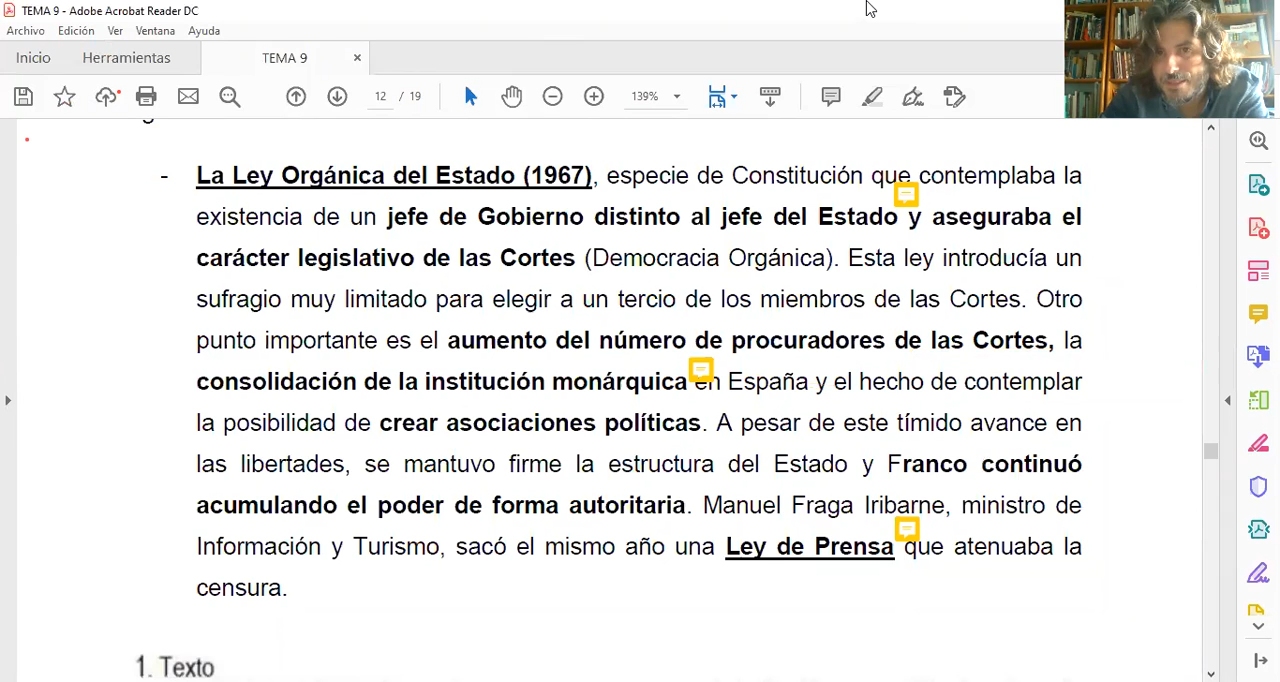 TEMA 9 - Adobe Acrobat Reader DC
Archivo Edición Ver Ventana Ayuda
Inicio Herramientas TEMA 9 ×
12 / 19 139%
- La Ley Orgánica del Estado (1967), especie de Constitución que contemplaba la
existencia de un jefe de Gobierno distinto al jefe del Estado y aseguraba el
carácter legislativo de las Cortes (Democracia Orgánica). Esta ley introducía un
sufragio muy limitado para elegir a un tercio de los miembros de las Cortes. Otro
punto importante es el aumento del número de procuradores de las Cortes, la
consolidación de la institución monárquica en España y el hecho de contemplar
la posibilidad de crear asociaciones políticas. A pesar de este tímido avance en
las libertades, se mantuvo firme la estructura del Estado y Franco continuó
acumulando el poder de forma autoritaria. Manuel Fraga Iribarne, ministro de
Información y Turismo, sacó el mismo año una Ley de Prensa que atenuaba la
censura.
1. Texto